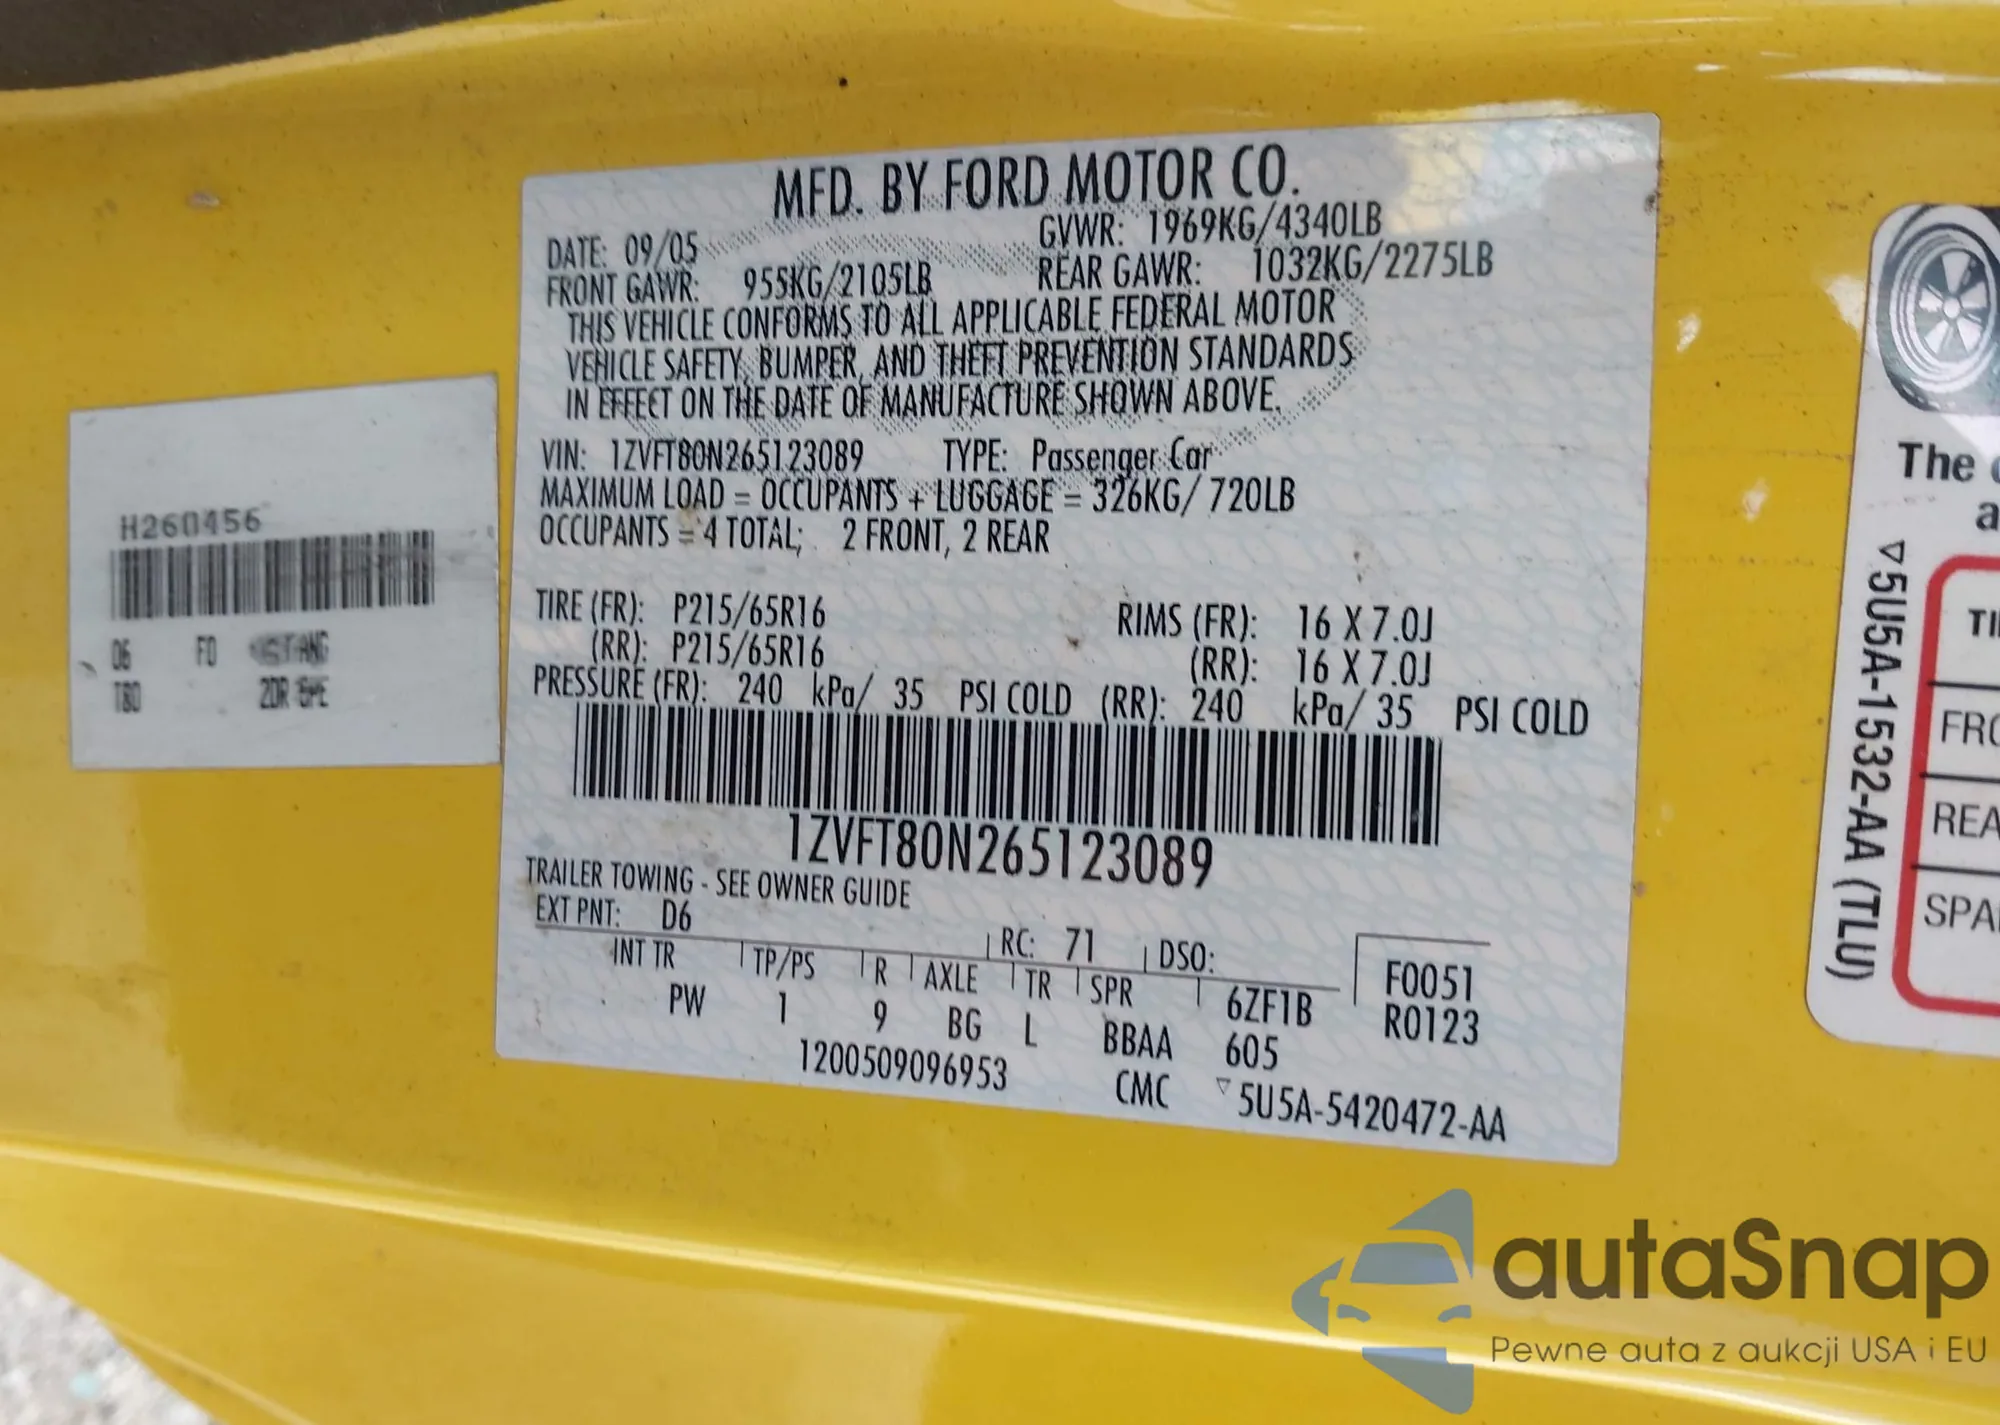 MFD. BY FORD MOTOR CO.
DATE: 09/05
GVWR: 1969KG/4340LB
FRONT GAWR: 955KG/2105LB
REAR GAWR: 1032KG/2275LB
THIS VEHICLE CONFORMS TO ALL APPLICABLE FEDERAL MOTOR
VEHICLE SAFETY, BUMPER, AND THEFT PREVENTION STANDARDS
IN EFFECT ON THE DATE OF MANUFACTURE SHOWN ABOVE.
VIN: 1ZVFT80N265123089 TYPE: Passenger Car
MAXIMUM LOAD = OCCUPANTS + LUGGAGE = 326KG/ 720LB
OCCUPANTS = 4 TOTAL; 2 FRONT, 2 REAR
TIRE (FR): P215/65R16 RIMS (FR): 16 X 7.0J
(RR): P215/65R16 (RR): 16 X 7.0J
PRESSURE (FR): 240 kPa/ 35 PSI COLD (RR): 240 kPa/ 35 PSI COLD
1ZVFT80N265123089
TRAILER TOWING - SEE OWNER GUIDE
EXT PNT: D6 RC: 71 DSO:
INT TR TP/PS R AXLE TR SPR 6ZF1B F0051
PW 1 9 BG L BBAA 605 R0123
1200509096953 CMC ▽5U5A-5420472-AA
H260456
06 FO
T80 2DR
The
a
▽5U5A-1532-AA (TLU)
TI
FRO
REA
SPA
autaSnap
Pewne auta z aukcji USA i EU